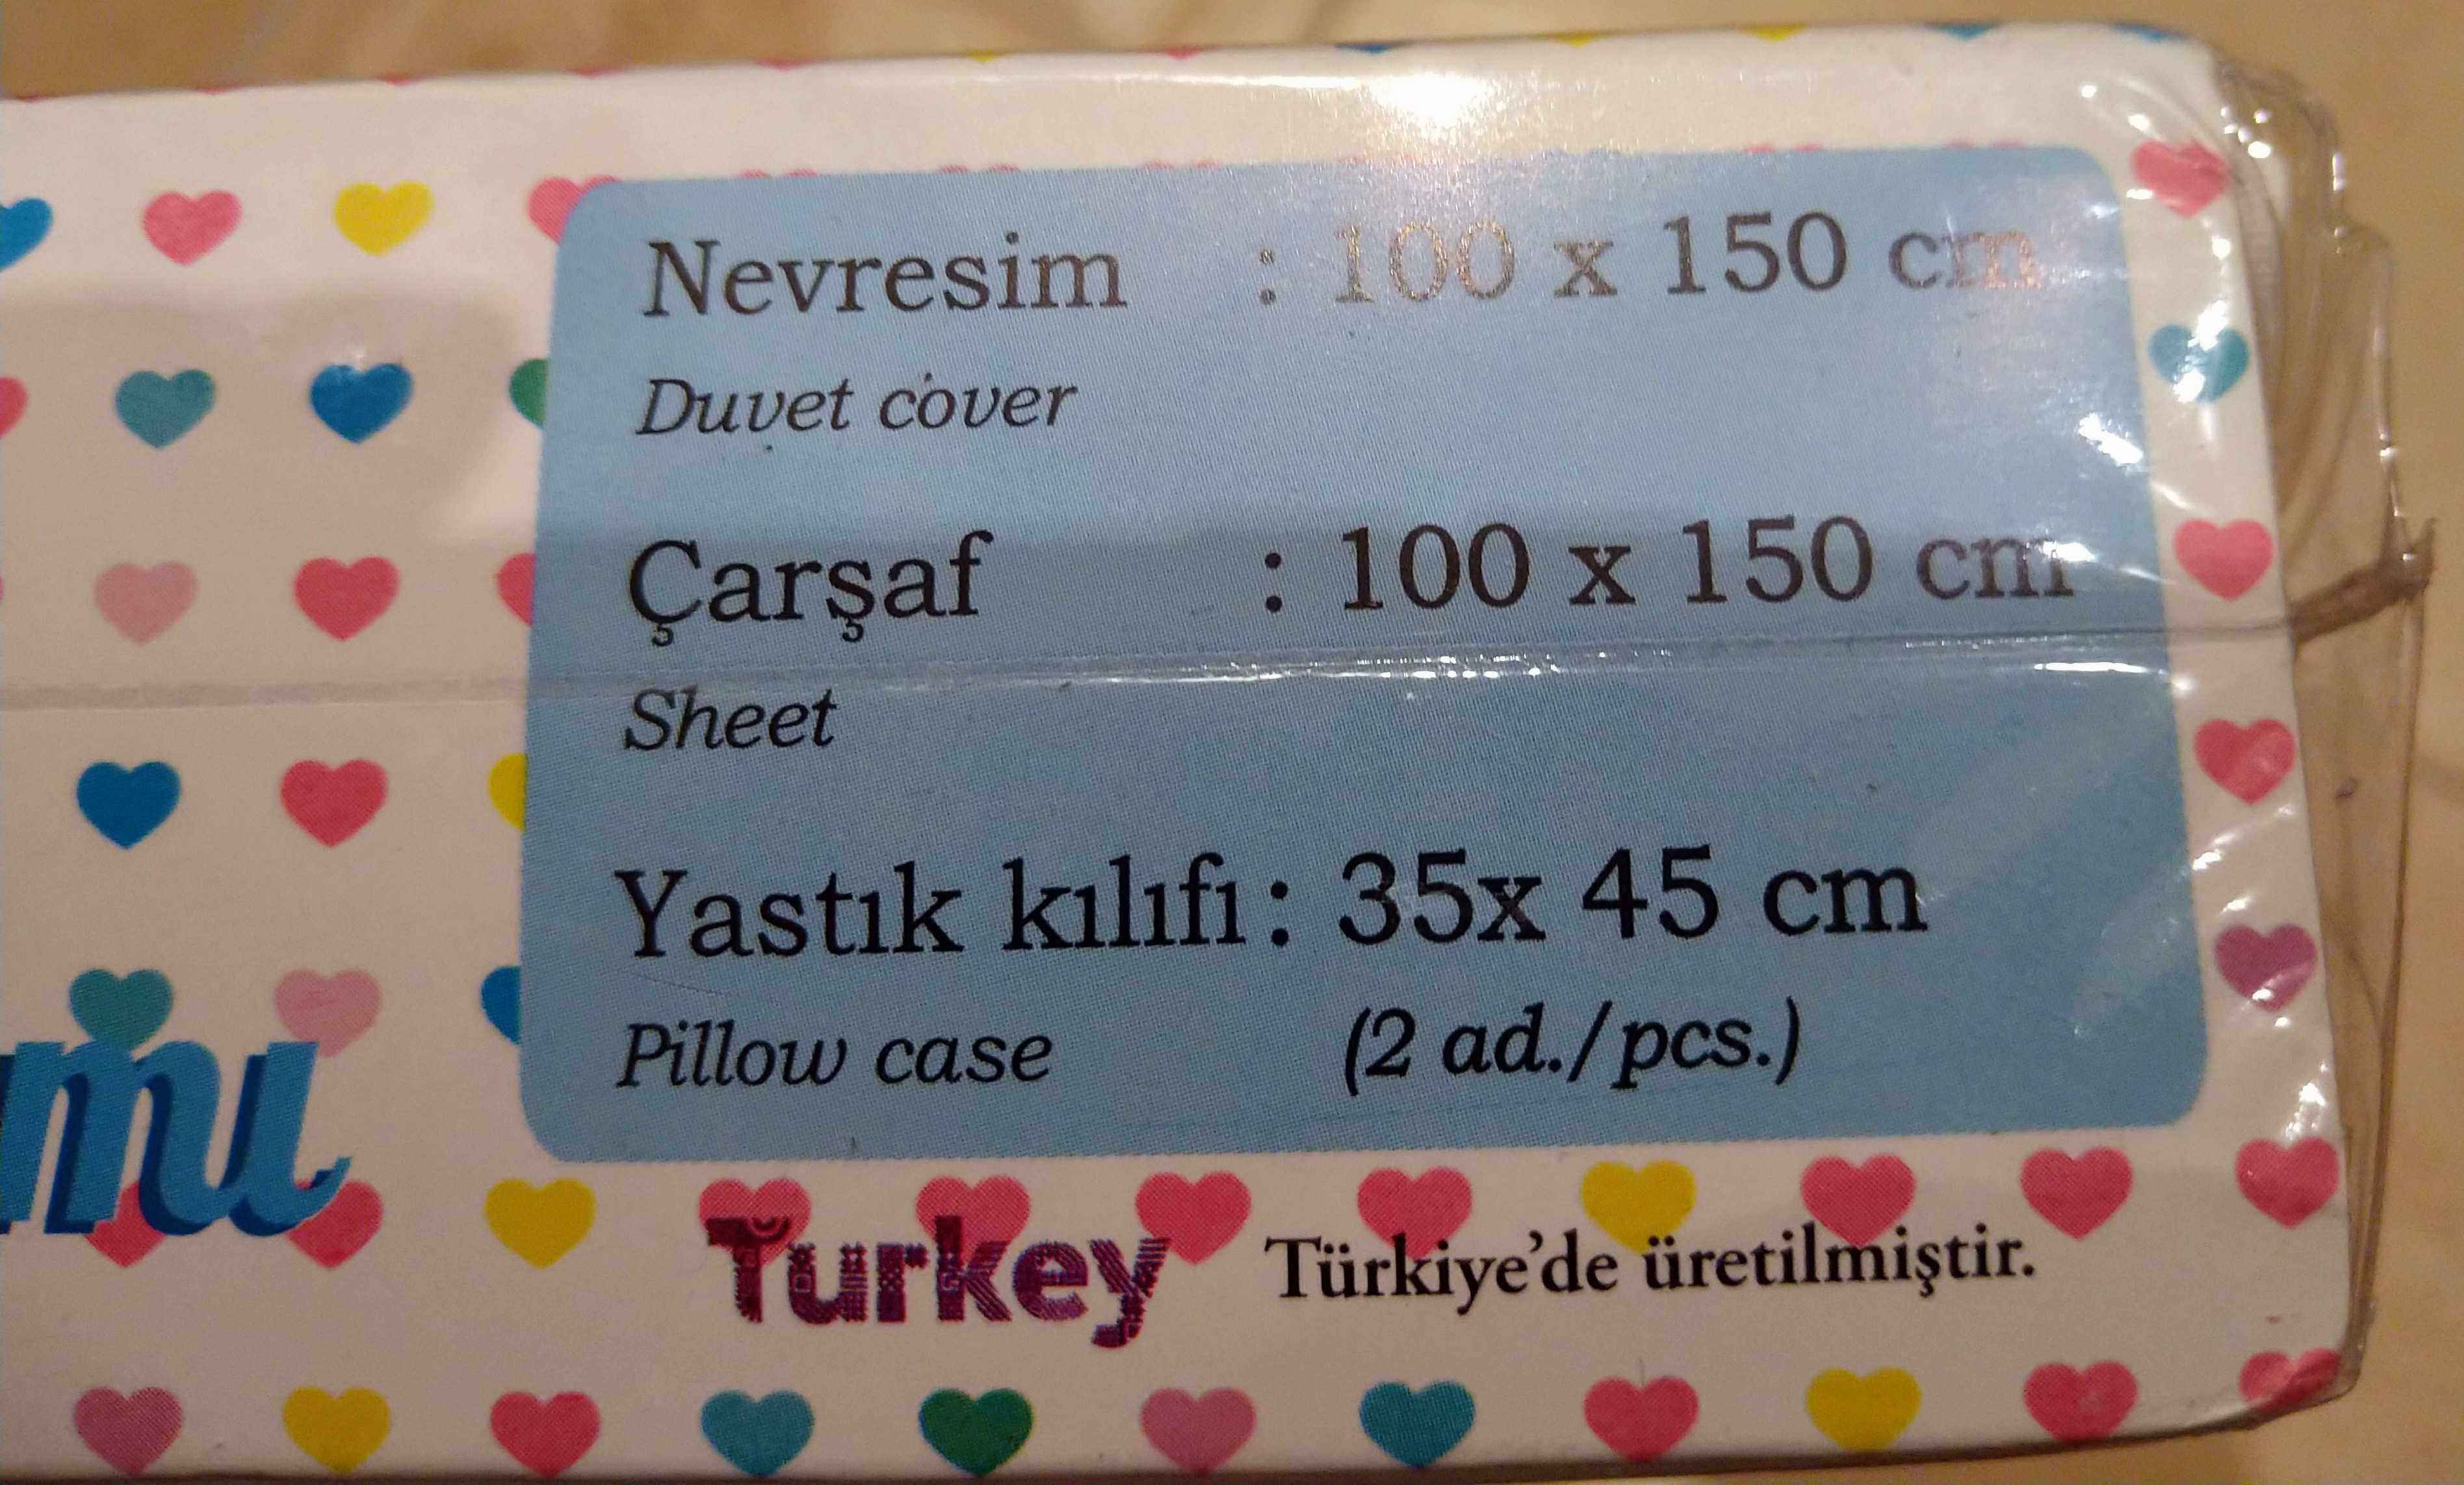 Nevresim : 100 x 150 cm
Duvet cover
Çarşaf : 100 x 150 cm
Sheet
Yastık kılıfı: 35x 45 cm
Pillow case (2 ad./pcs.)
mı
Turkey Türkiye’de üretilmiştir.